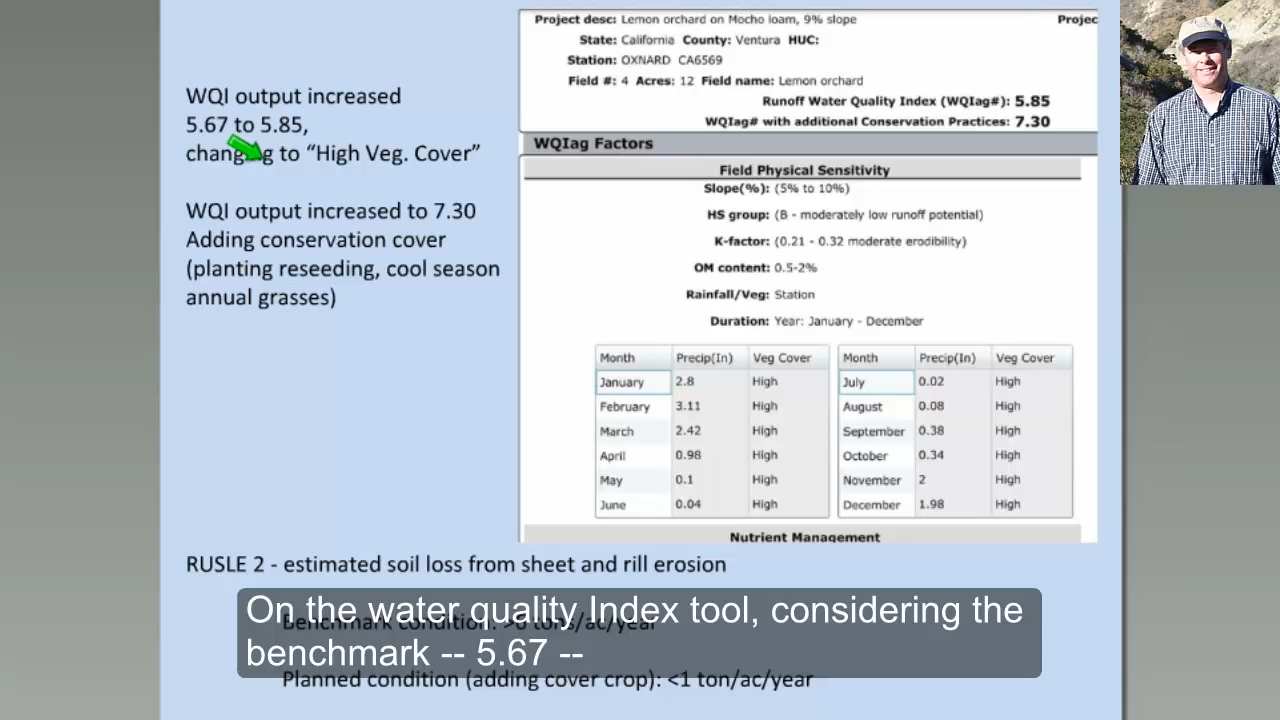 WQI output increased
5.67 to 5.85,
changing to “High Veg. Cover”
WQI output increased to 7.30
Adding conservation cover
(planting reseeding, cool season
annual grasses)
Project desc: Lemon orchard on Mocho loam, 9% slope Projec
State: California County: Ventura HUC:
Station: OXNARD CA6569
Field #: 4 Acres: 12 Field name: Lemon orchard
Runoff Water Quality Index (WQIag#): 5.85
WQIag# with additional Conservation Practices: 7.30
WQIag Factors
Field Physical Sensitivity
Slope(%): (5% to 10%)
HS group: (B - moderately low runoff potential)
K-factor: (0.21 - 0.32 moderate erodibility)
OM content: 0.5-2%
Rainfall/Veg: Station
Duration: Year: January - December
Month Precip(In) Veg Cover Month Precip(In) Veg Cover
January 2.8 High July 0.02 High
February 3.11 High August 0.08 High
March 2.42 High September 0.38 High
April 0.98 High October 0.34 High
May 0.1 High November 2 High
June 0.04 High December 1.98 High
Nutrient Management
RUSLE 2 - estimated soil loss from sheet and rill erosion
Benchmark condition: tons/ac/year
On the water quality Index tool, considering the
benchmark -- 5.67 --
Planned condition (adding cover crop): <1 ton/ac/year